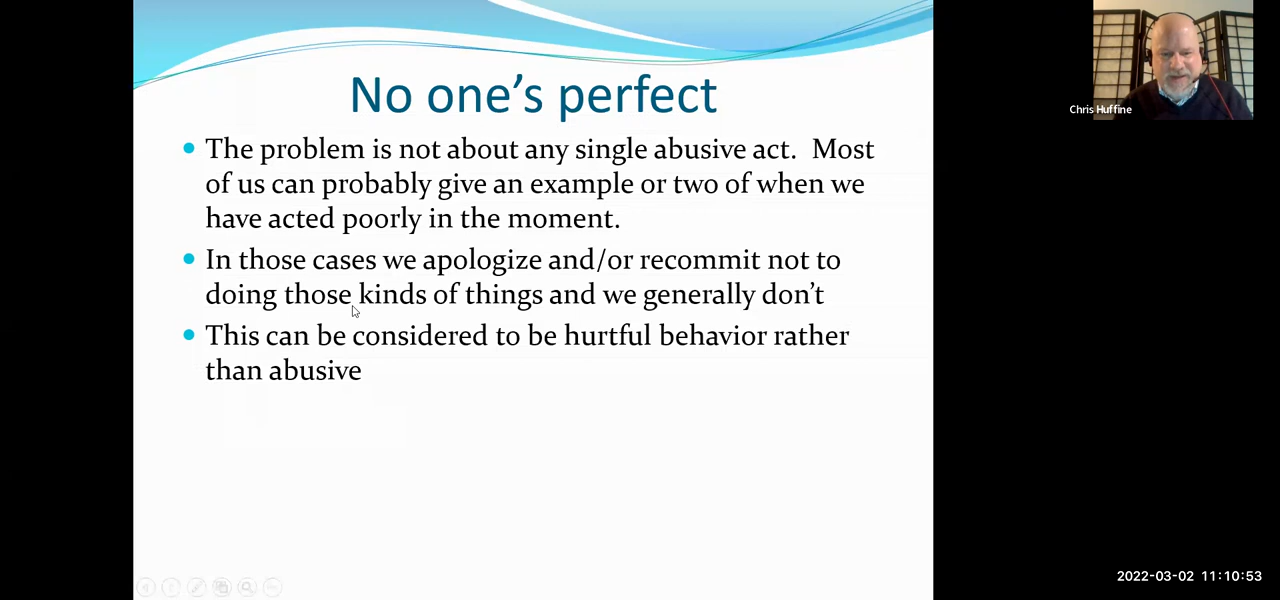 No one's perfect
• The problem is not about any single abusive act.  Most
of us can probably give an example or two of when we
have acted poorly in the moment.
• In those cases we apologize and/or recommit not to
doing those kinds of things and we generally don't
• This can be considered to be hurtful behavior rather
than abusive
Chris Huffine
2022-03-02 11:10:53